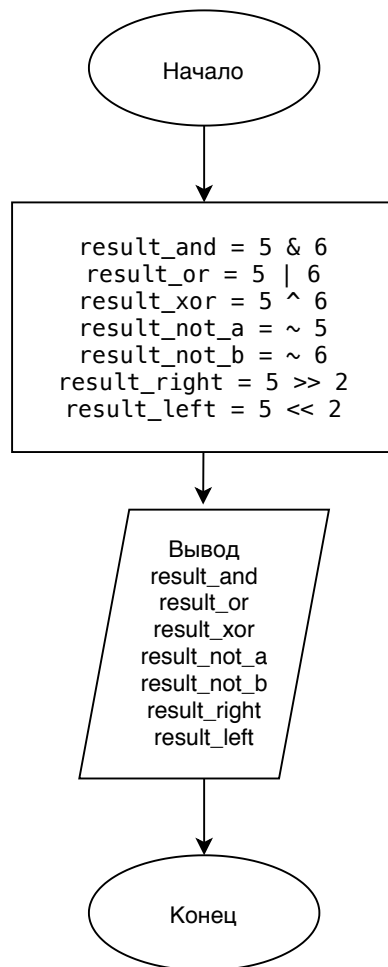 Начало
result_and = 5 & 6
result_or = 5 | 6
result_xor = 5 ^ 6
result_not_a = ~ 5
result_not_b = ~ 6
result_right = 5 >> 2
result_left = 5 << 2
Вывод
result_and
result_or
result_xor
result_not_a
result_not_b
result_right
result_left
Конец